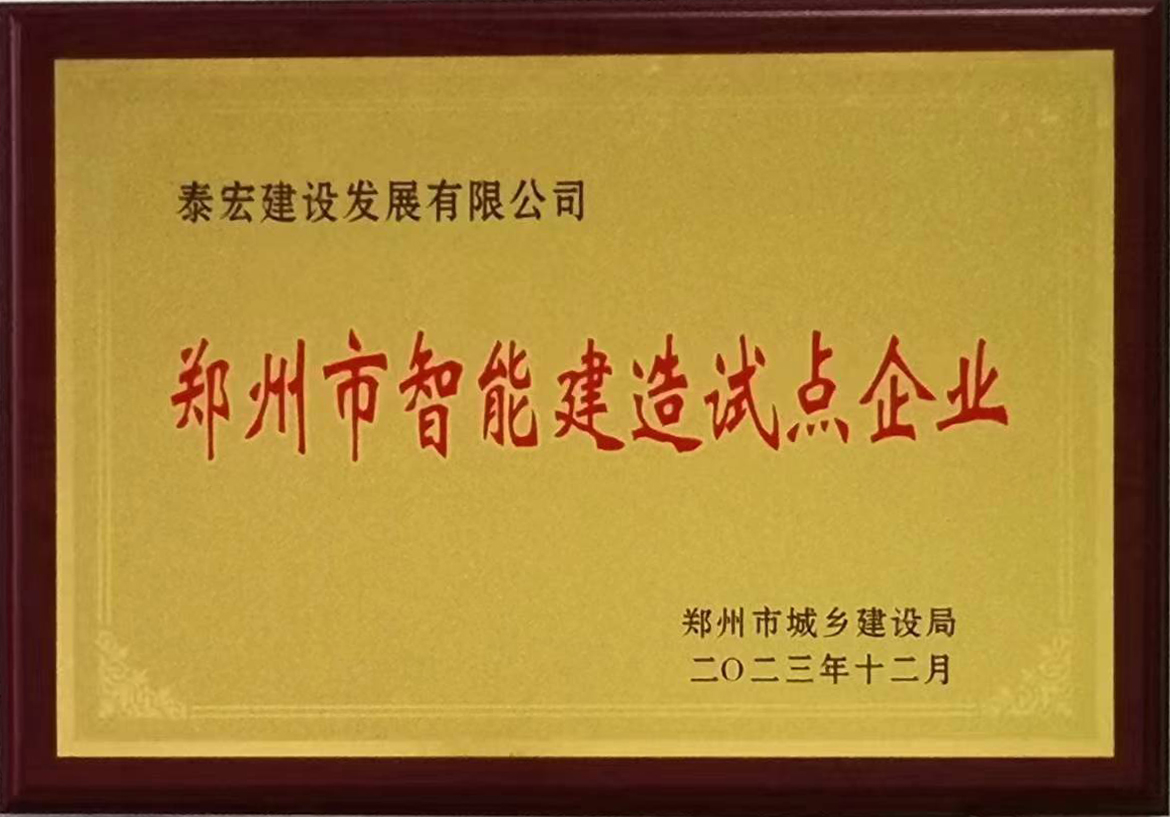 泰宏建设发展有限公司
郑州市智能建造试点企业
郑州市城乡建设局
二〇二三年十二月